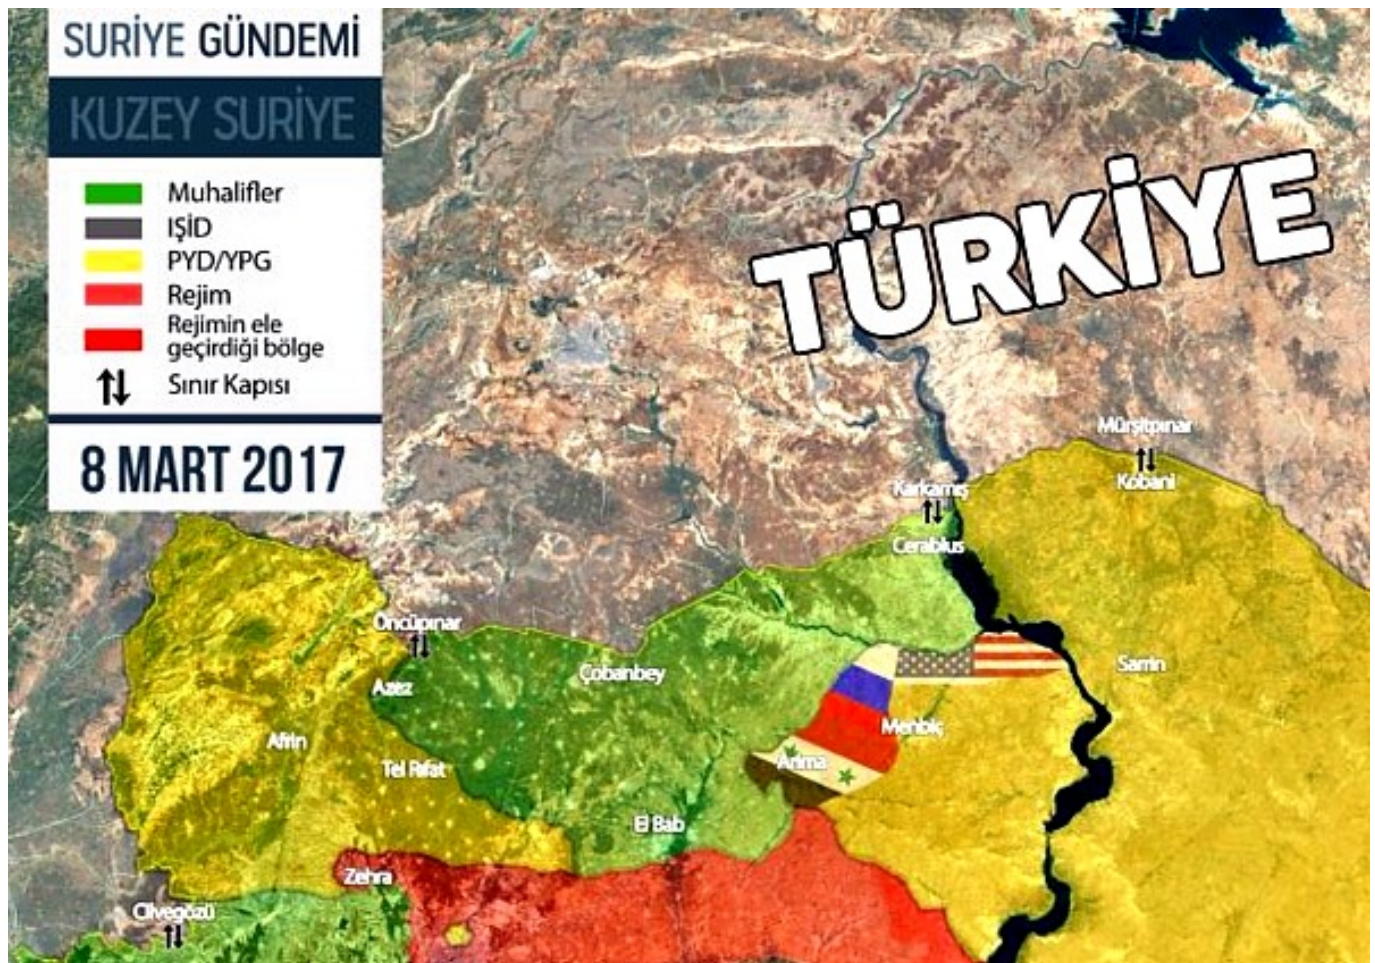 SURİYE GÜNDEMİ
KUZEY SURİYE
Muhalifler
IŞİD
PYD/YPG
Rejim
Rejimin ele
geçirdiği bölge
Sınır Kapısı
8 MART 2017
TÜRKİYE
Mürşitpınar
Kobani
Karkamış
Cerablus
Öncüpınar
Çobanbey
Sarrin
Azez
Menbiç
Afrin
Arima
Tel Rıfat
El Bab
Zehra
Cilvegözü